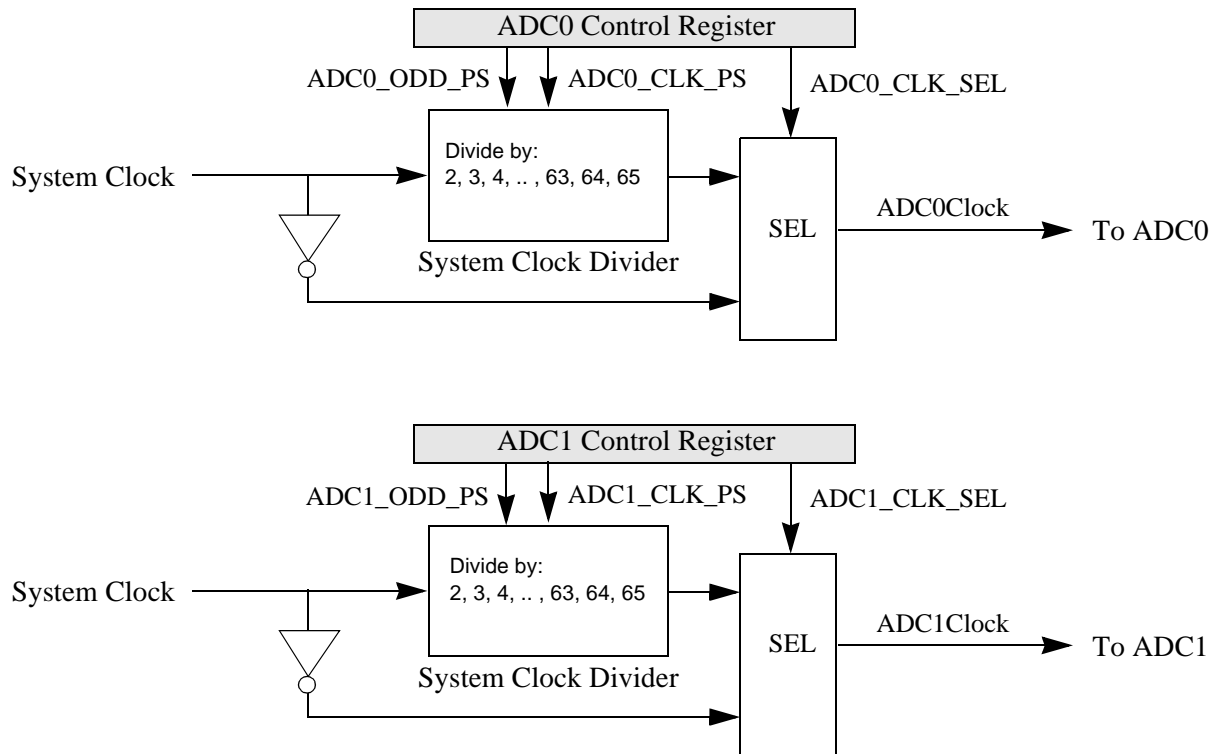 ADC0 Control Register
ADC0_ODD_PS
ADC0_CLK_PS
ADC0_CLK_SEL
System Clock
Divide by:
2, 3, 4, .. , 63, 64, 65
System Clock Divider
SEL
ADC0Clock
To ADC0
ADC1 Control Register
ADC1_ODD_PS
ADC1_CLK_PS
ADC1_CLK_SEL
System Clock
Divide by:
2, 3, 4, .. , 63, 64, 65
System Clock Divider
SEL
ADC1Clock
To ADC1